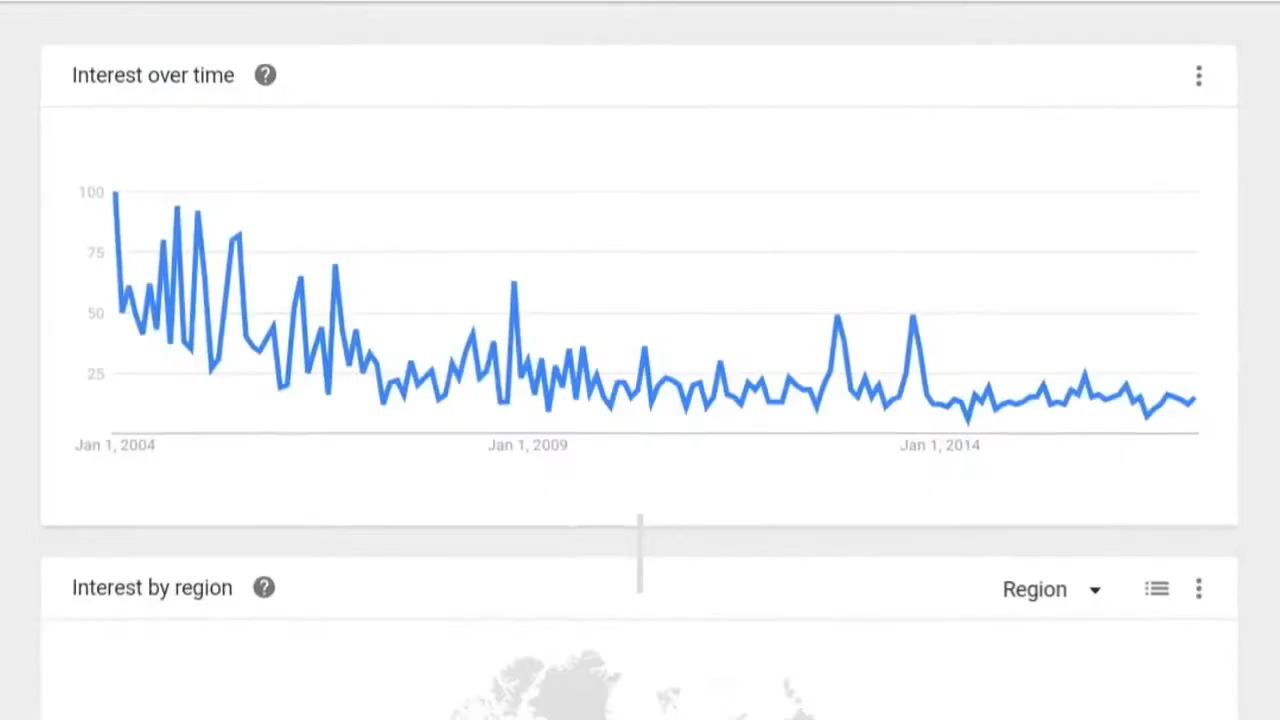 Interest over time ?
100
75
50
25
Jan 1, 2004 Jan 1, 2009 Jan 1, 2014
Interest by region ? Region